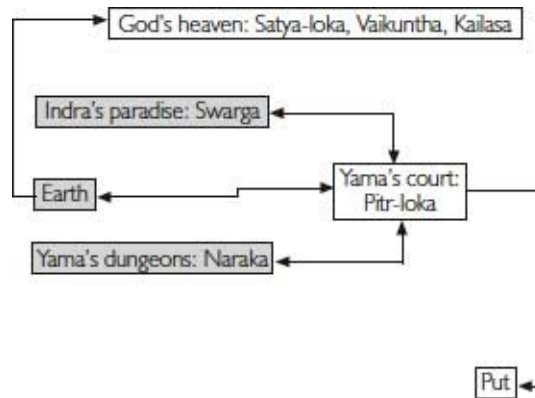 God's heaven: Satya-loka, Vaikuntha, Kailasa
Indra's paradise: Swarga
Earth
Yama's court:
Pitr-loka
Yama's dungeons: Naraka
Put